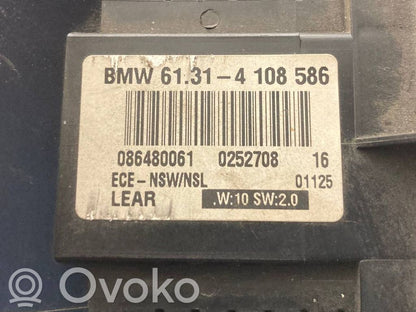 BMW 61.31-4 108 586
086480061 0252708 16
ECE-NSW/NSL 01125
LEAR .W:10 SW:2.0
Ovoko